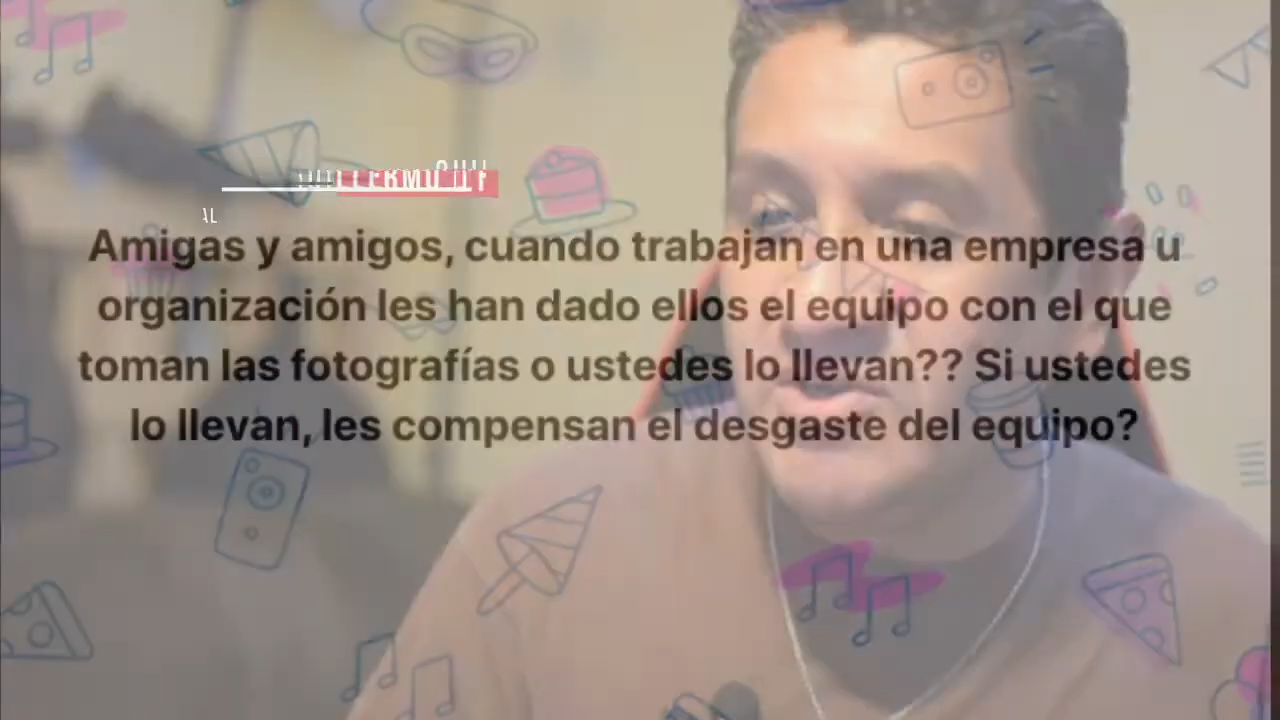 Amigas y amigos, cuando trabajan en una empresa u
organización les han dado ellos el equipo con el que
toman las fotografías o ustedes lo llevan?? Si ustedes
lo llevan, les compensan el desgaste del equipo?